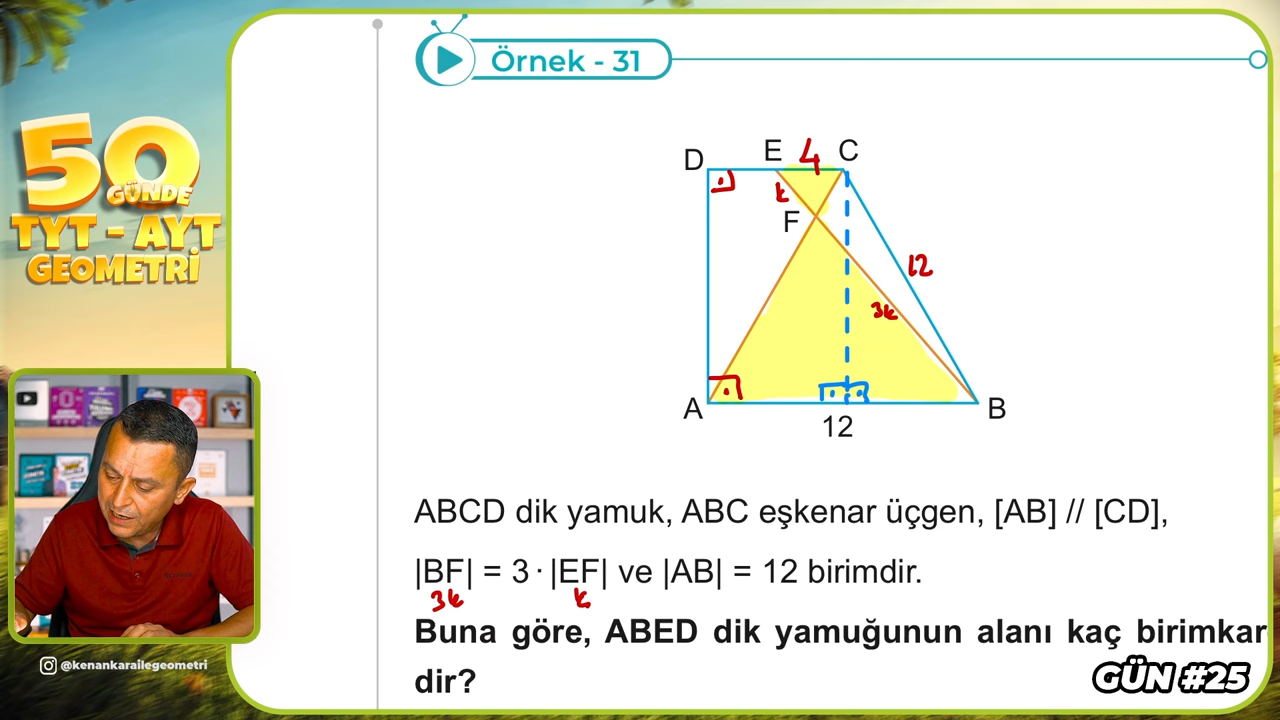 Örnek - 31
50
GÜNDE
TYT - AYT
GEOMETRİ
D E 4 C
k
F
12
3k
A B
12
ABCD dik yamuk, ABC eşkenar üçgen, [AB] // [CD],
|BF| = 3 · |EF| ve |AB| = 12 birimdir.
3k k
Buna göre, ABED dik yamuğunun alanı kaç birimkar
dir?
@kenankarailegeometri
GÜN #25